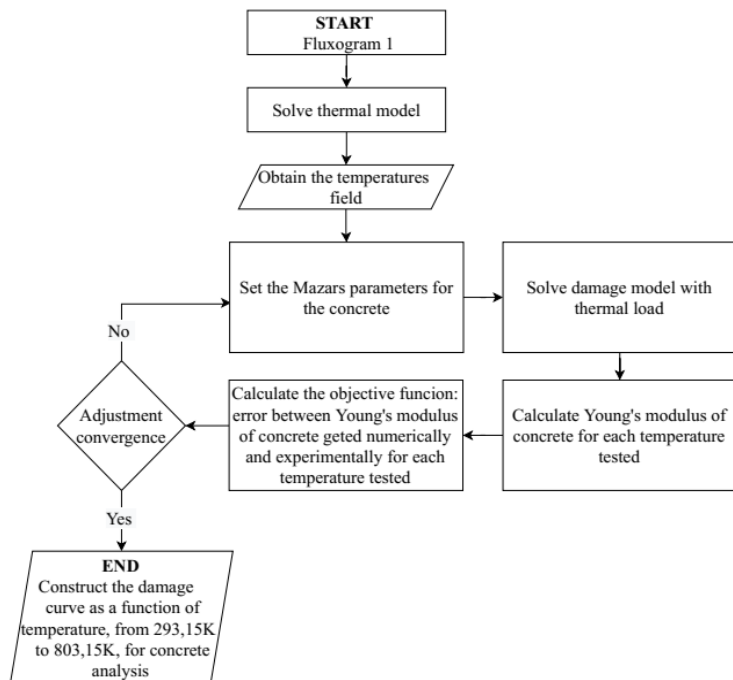 START
Fluxogram 1
Solve thermal model
Obtain the temperatures
field
Set the Mazars parameters for
the concrete
Solve damage model with
thermal load
No
Adjustment
convergence
Calculate the objective funcion:
error between Young's modulus
of concrete geted numerically
and experimentally for each
temperature tested
Calculate Young's modulus of
concrete for each temperature
tested
Yes
END
Construct the damage
curve as a function of
temperature, from 293,15K
to 803,15K, for concrete
analysis